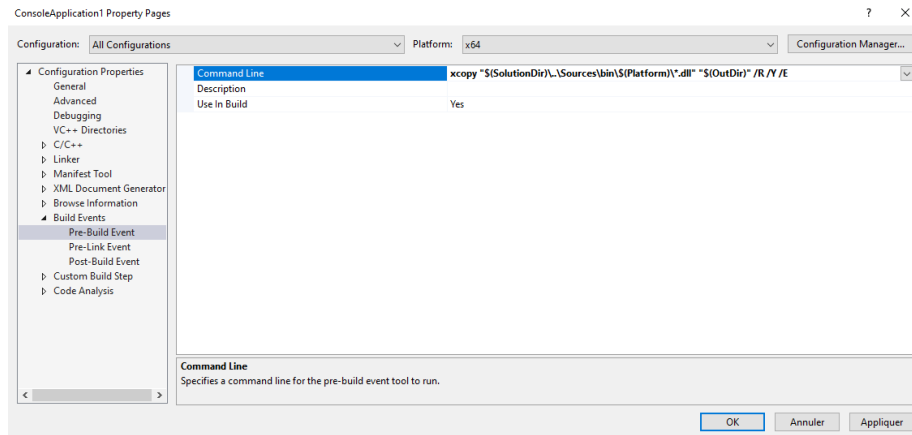 ConsoleApplication1 Property Pages ? ×
Configuration: All Configurations Platform: x64 Configuration Manager...
Configuration Properties
General
Advanced
Debugging
VC++ Directories
C/C++
Linker
Manifest Tool
XML Document Generator
Browse Information
Build Events
Pre-Build Event
Pre-Link Event
Post-Build Event
Custom Build Step
Code Analysis
Command Line xcopy "$(SolutionDir)\..\Sources\bin\$(Platform)\*.dll" "$(OutDir)" /R /Y /E
Description
Use In Build Yes
Command Line
Specifies a command line for the pre-build event tool to run.
OK Annuler Appliquer